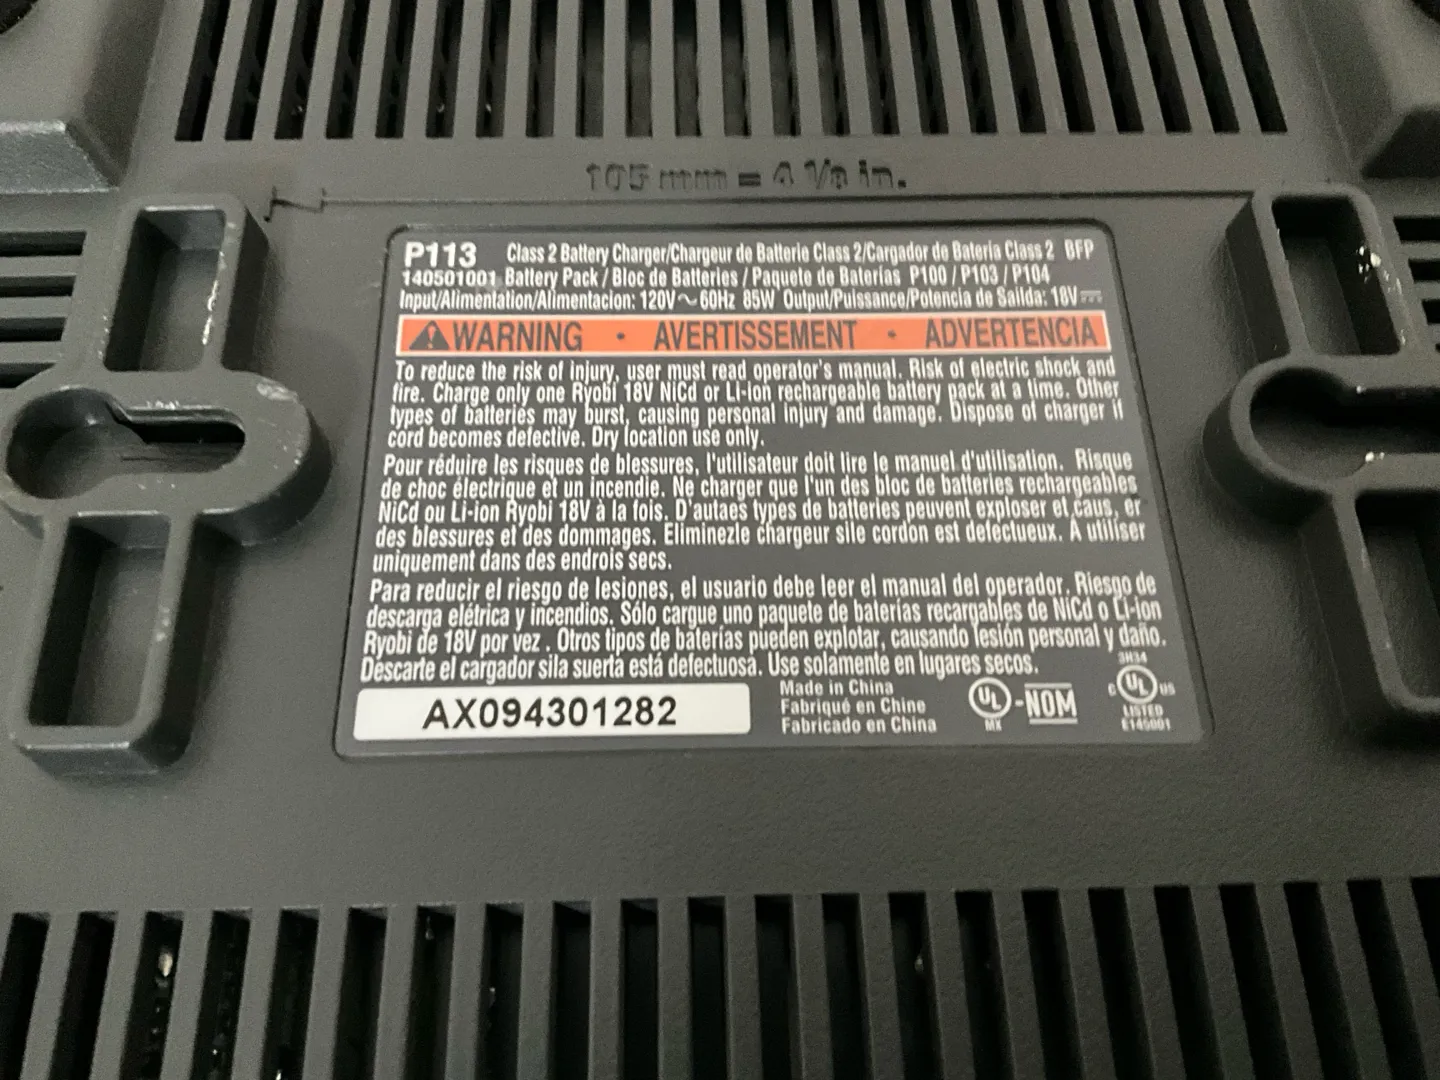 105 mm = 4 1/8 in.
P113 Class 2 Battery Charger/Chargeur de Batterie Class 2/Cargador de Bateria Class 2 BFP
140501001 Battery Pack / Bloc de Batteries / Paquete de Baterias P100 / P103 / P104
Input/Alimentation/Alimentacion: 120V~60Hz 85W Output/Puissance/Potencia de Salida: 18V⎓
⚠WARNING • AVERTISSEMENT • ADVERTENCIA
To reduce the risk of injury, user must read operator's manual. Risk of electric shock and
fire. Charge only one Ryobi 18V NiCd or Li-Ion rechargeable battery pack at a time. Other
types of batteries may burst, causing personal injury and damage. Dispose of charger if
cord becomes defective. Dry location use only.
Pour réduire les risques de blessures, l'utilisateur doit lire le manuel d'utilisation. Risque
de choc électrique et un incendie. Ne charger que l'un des bloc de batteries rechargeables
NiCd ou Li-ion Ryobi 18V à la fois. D'autaes types de batteries peuvent exploser et caus, er
des blessures et des dommages. Eliminezle chargeur sile cordon est defectueux. À utiliser
uniquement dans des endrois secs.
Para reducir el riesgo de lesiones, el usuario debe leer el manual del operador. Riesgo de
descarga elétrica y incendios. Sólo cargue uno paquete de baterías recargables de NiCd o Li-ion
Ryobi de 18V por vez . Otros tipos de baterías pueden explotar, causando lesión personal y daño.
Descarte el cargador sila suerta está defectuosa. Use solamente en lugares secos.
AX094301282
Made in China
Fabriqué en Chine
Fabricado en China
UL
MX
-NOM
3H34
C UL US
LISTED
E145001